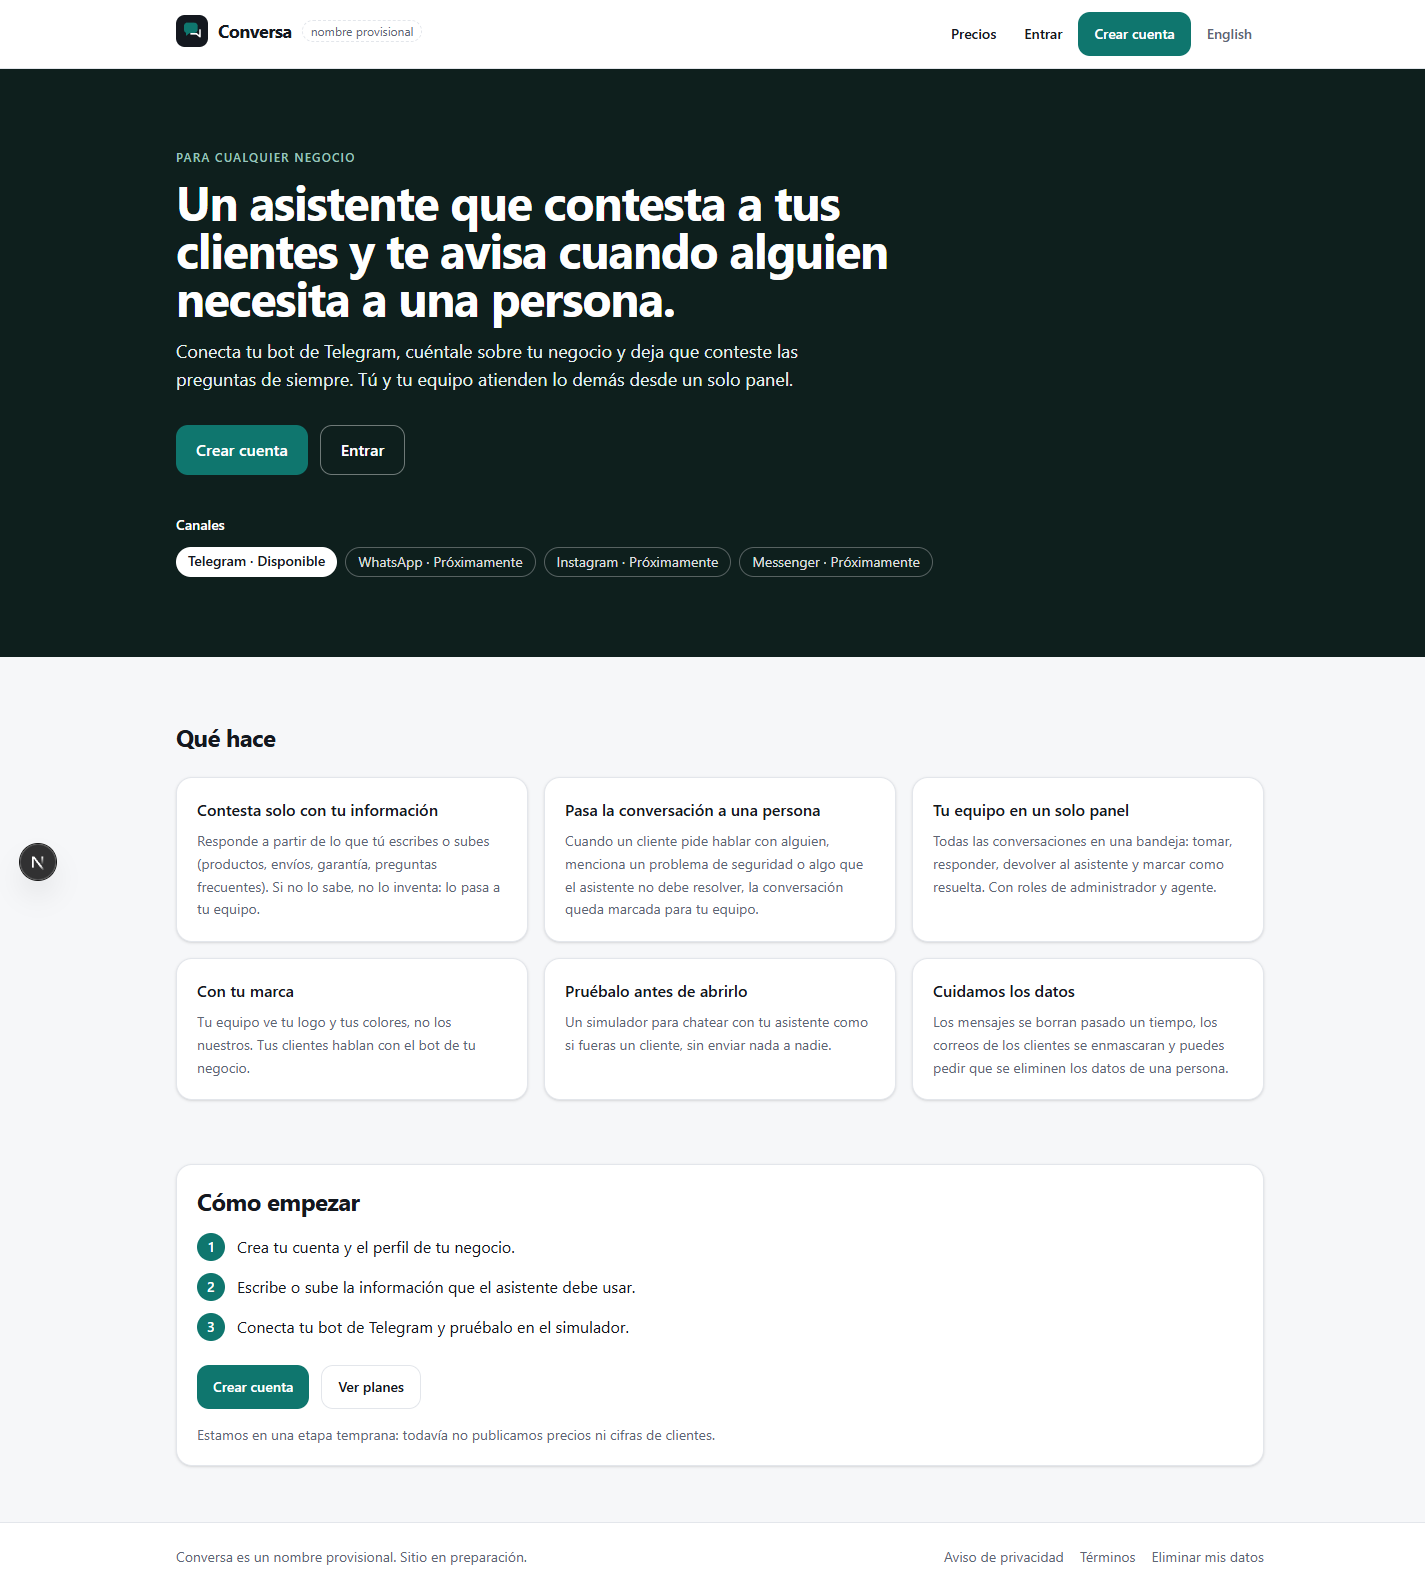 Conversa
nombre provisional
Precios
Entrar
Crear cuenta
English
PARA CUALQUIER NEGOCIO
Un asistente que contesta a tus
clientes y te avisa cuando alguien
necesita a una persona.
Conecta tu bot de Telegram, cuéntale sobre tu negocio y deja que conteste las
preguntas de siempre. Tú y tu equipo atienden lo demás desde un solo panel.
Crear cuenta
Entrar
Canales
Telegram · Disponible
WhatsApp · Próximamente
Instagram · Próximamente
Messenger · Próximamente
Qué hace
Contesta solo con tu información
Responde a partir de lo que tú escribes o subes
(productos, envíos, garantía, preguntas
frecuentes). Si no lo sabe, no lo inventa: lo pasa a
tu equipo.
Pasa la conversación a una persona
Cuando un cliente pide hablar con alguien,
menciona un problema de seguridad o algo que
el asistente no debe resolver, la conversación
queda marcada para tu equipo.
Tu equipo en un solo panel
Todas las conversaciones en una bandeja: tomar,
responder, devolver al asistente y marcar como
resuelta. Con roles de administrador y agente.
Con tu marca
Tu equipo ve tu logo y tus colores, no los
nuestros. Tus clientes hablan con el bot de tu
negocio.
Pruébalo antes de abrirlo
Un simulador para chatear con tu asistente como
si fueras un cliente, sin enviar nada a nadie.
Cuidamos los datos
Los mensajes se borran pasado un tiempo, los
correos de los clientes se enmascaran y puedes
pedir que se eliminen los datos de una persona.
N
Cómo empezar
1 Crea tu cuenta y el perfil de tu negocio.
2 Escribe o sube la información que el asistente debe usar.
3 Conecta tu bot de Telegram y pruébalo en el simulador.
Crear cuenta
Ver planes
Estamos en una etapa temprana: todavía no publicamos precios ni cifras de clientes.
Conversa es un nombre provisional. Sitio en preparación.
Aviso de privacidad
Términos
Eliminar mis datos